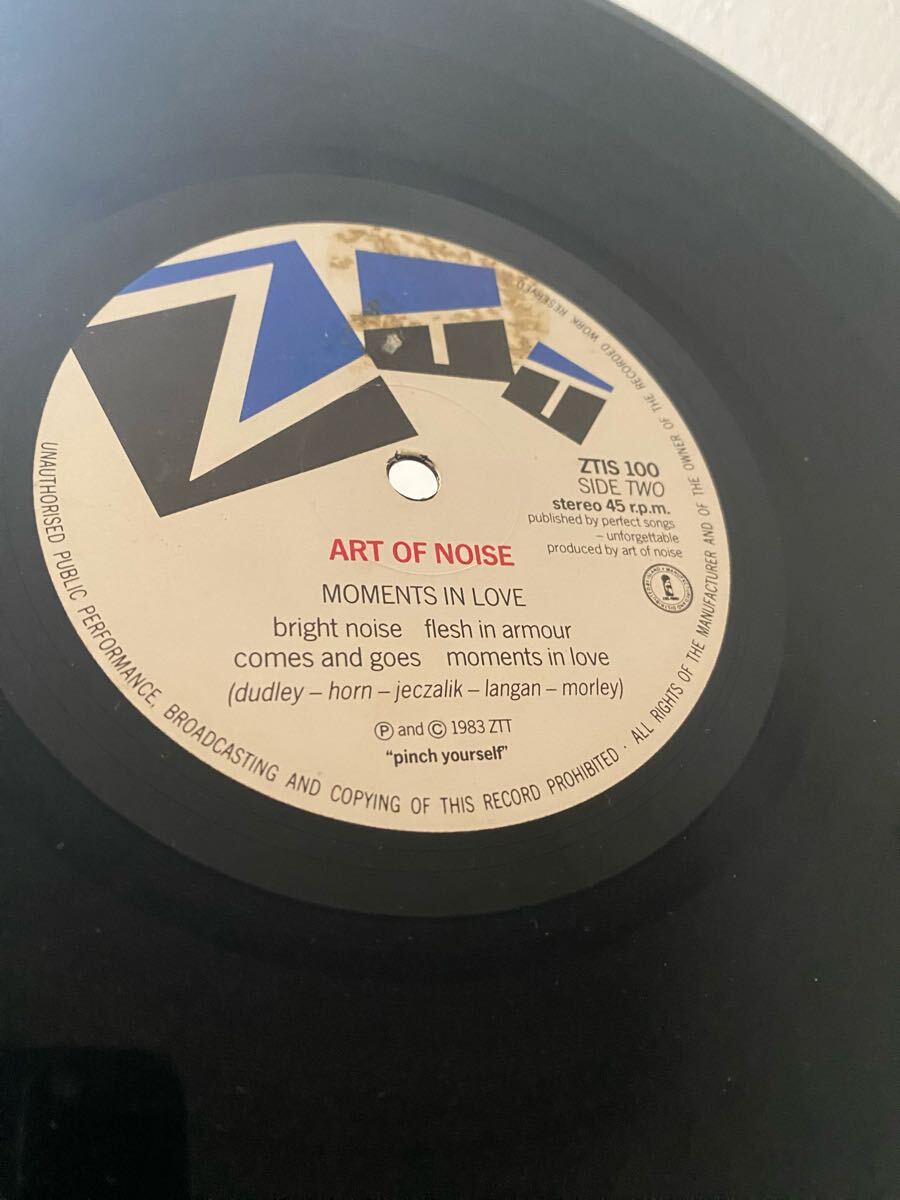 ZTT
ZTIS 100
SIDE TWO
stereo 45 r.p.m.
published by perfect songs
– unforgettable
produced by art of noise
ART OF NOISE
MOMENTS IN LOVE
bright noise flesh in armour
comes and goes moments in love
(dudley – horn – jeczalik – langan – morley)
Ⓟ and © 1983 ZTT
“pinch yourself”
UNAUTHORISED PUBLIC PERFORMANCE, BROADCASTING AND COPYING OF THIS RECORD PROHIBITED · ALL RIGHTS OF THE MANUFACTURER AND OF THE OWNER OF THE RECORDED WORK RESERVED